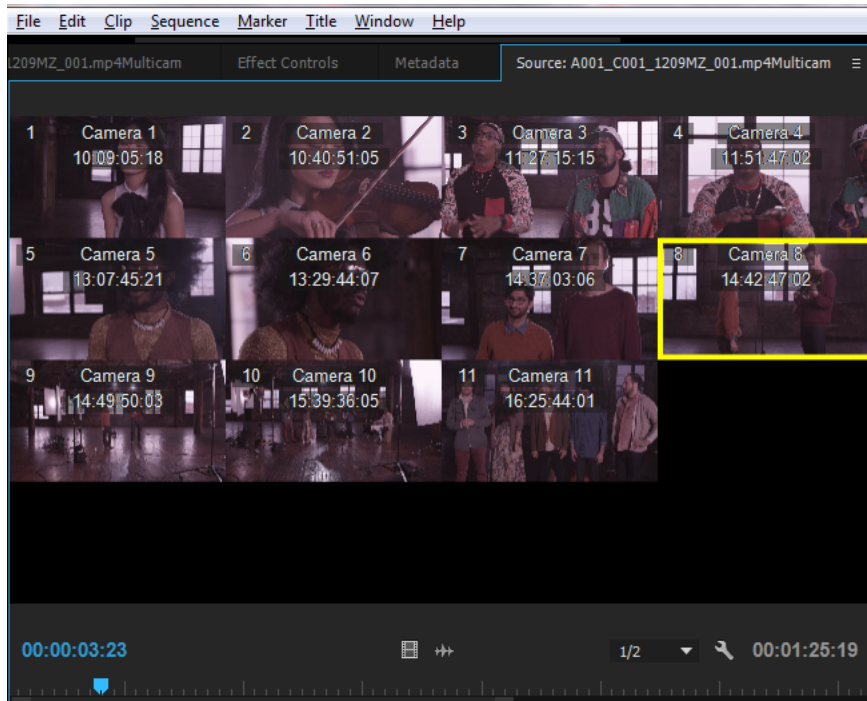 File Edit Clip Sequence Marker Title Window Help
1209MZ_001.mp4Multicam Effect Controls Metadata Source: A001_C001_1209MZ_001.mp4Multicam
1 Camera 1 2 Camera 2 3 Camera 3 4 Camera 4
10:09:05:18 10:40:51:05 11:27:15:15 11:51:47:02
5 Camera 5 6 Camera 6 7 Camera 7 8 Camera 8
13:07:45:21 13:29:44:07 14:37:03:06 14:42:47:02
9 Camera 9 10 Camera 10 11 Camera 11
14:49:50:03 15:39:36:05 16:25:44:01
00:00:03:23 1/2 00:01:25:19